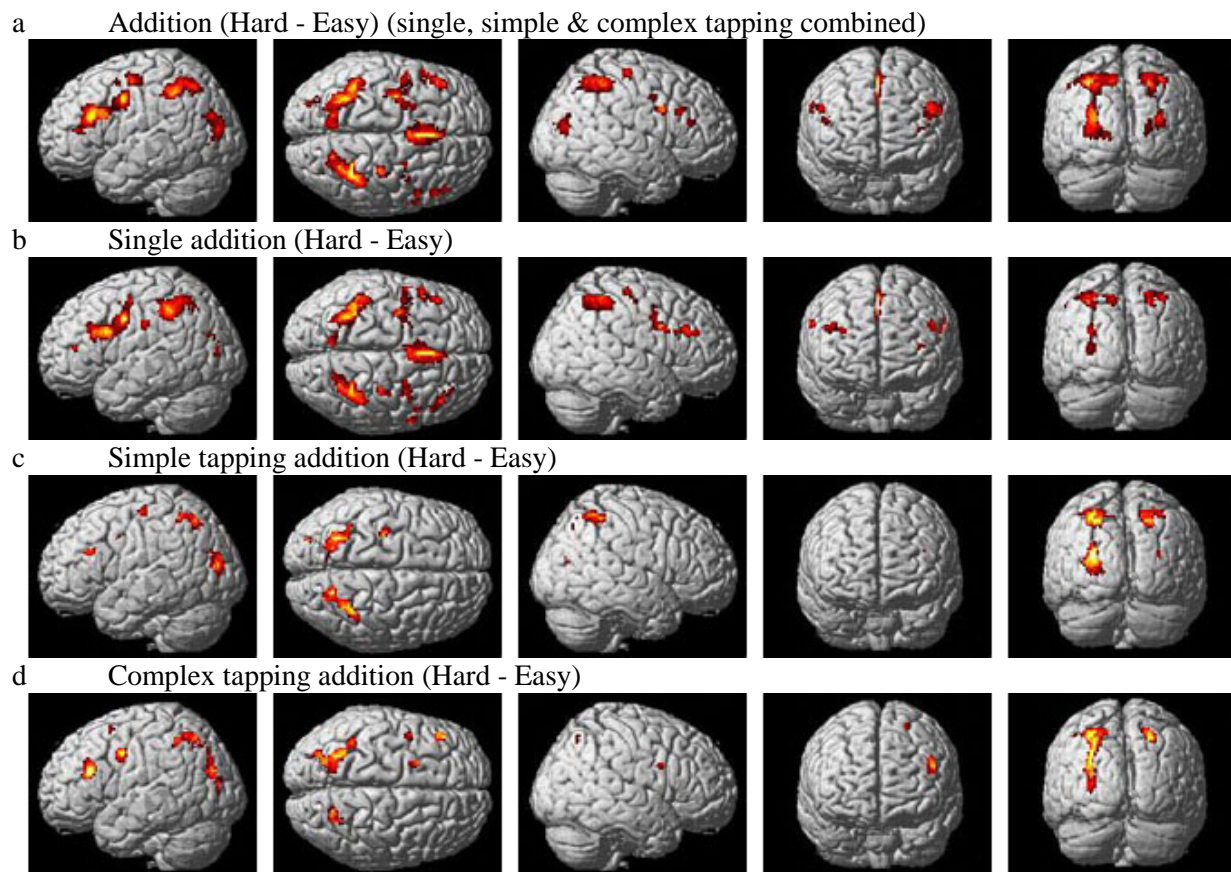 a Addition (Hard - Easy) (single, simple & complex tapping combined)
b Single addition (Hard - Easy)
c Simple tapping addition (Hard - Easy)
d Complex tapping addition (Hard - Easy)